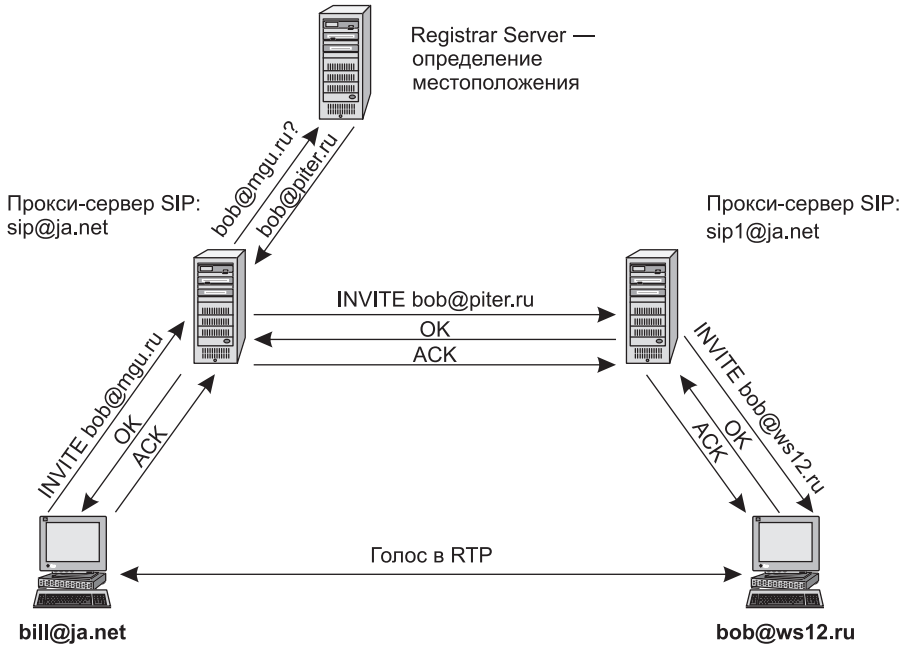 Registrar Server —
определение
местоположения
bob@mgu.ru?
bob@piter.ru
Прокси-сервер SIP:
sip@ja.net
Прокси-сервер SIP:
sip1@ja.net
INVITE bob@piter.ru
OK
ACK
INVITE bob@mgu.ru
OK
ACK
INVITE bob@ws12.ru
OK
ACK
Голос в RTP
bill@ja.net
bob@ws12.ru